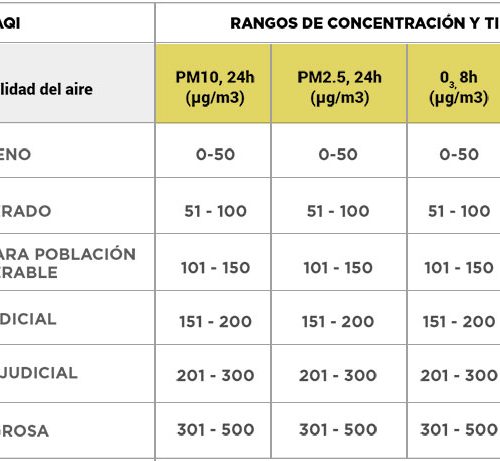 AQI RANGOS DE CONCENTRACIÓN Y TI
lidad del aire PM10, 24h (µg/m3) PM2.5, 24h (µg/m3) 0₃, 8h (µg/m3)
ENO 0-50 0-50 0-50
RADO 51 - 100 51 - 100 51 - 100
ARA POBLACIÓN
ERABLE 101 - 150 101 - 150 101 - 150
DICIAL 151 - 200 151 - 200 151 - 200
JUDICIAL 201 - 300 201 - 300 201 - 300
GROSA 301 - 500 301 - 500 301 - 500